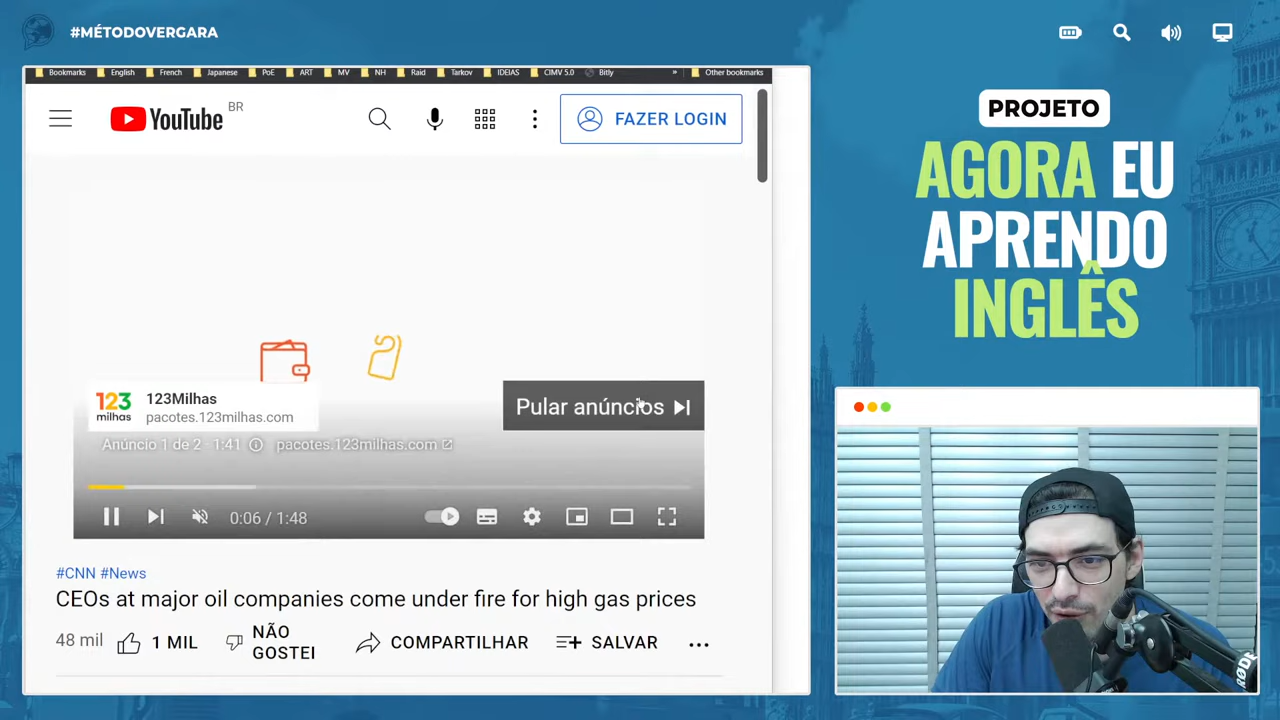 #MÉTODOVERGARA
Bookmarks English French Japanese PoE ART MV NH Raid Tarkov IDEIAS CIMV 5.0 Bitly » Other bookmarks
YouTube BR
FAZER LOGIN
123 milhas
123Milhas
pacotes.123milhas.com
Pular anúncios
Anúncio 1 de 2 · 1:41 pacotes.123milhas.com
0:06 / 1:48
#CNN #News
CEOs at major oil companies come under fire for high gas prices
48 mil 1 MIL NÃO GOSTEI COMPARTILHAR SALVAR
PROJETO
AGORA EU
APRENDO
INGLÊS
RØDE